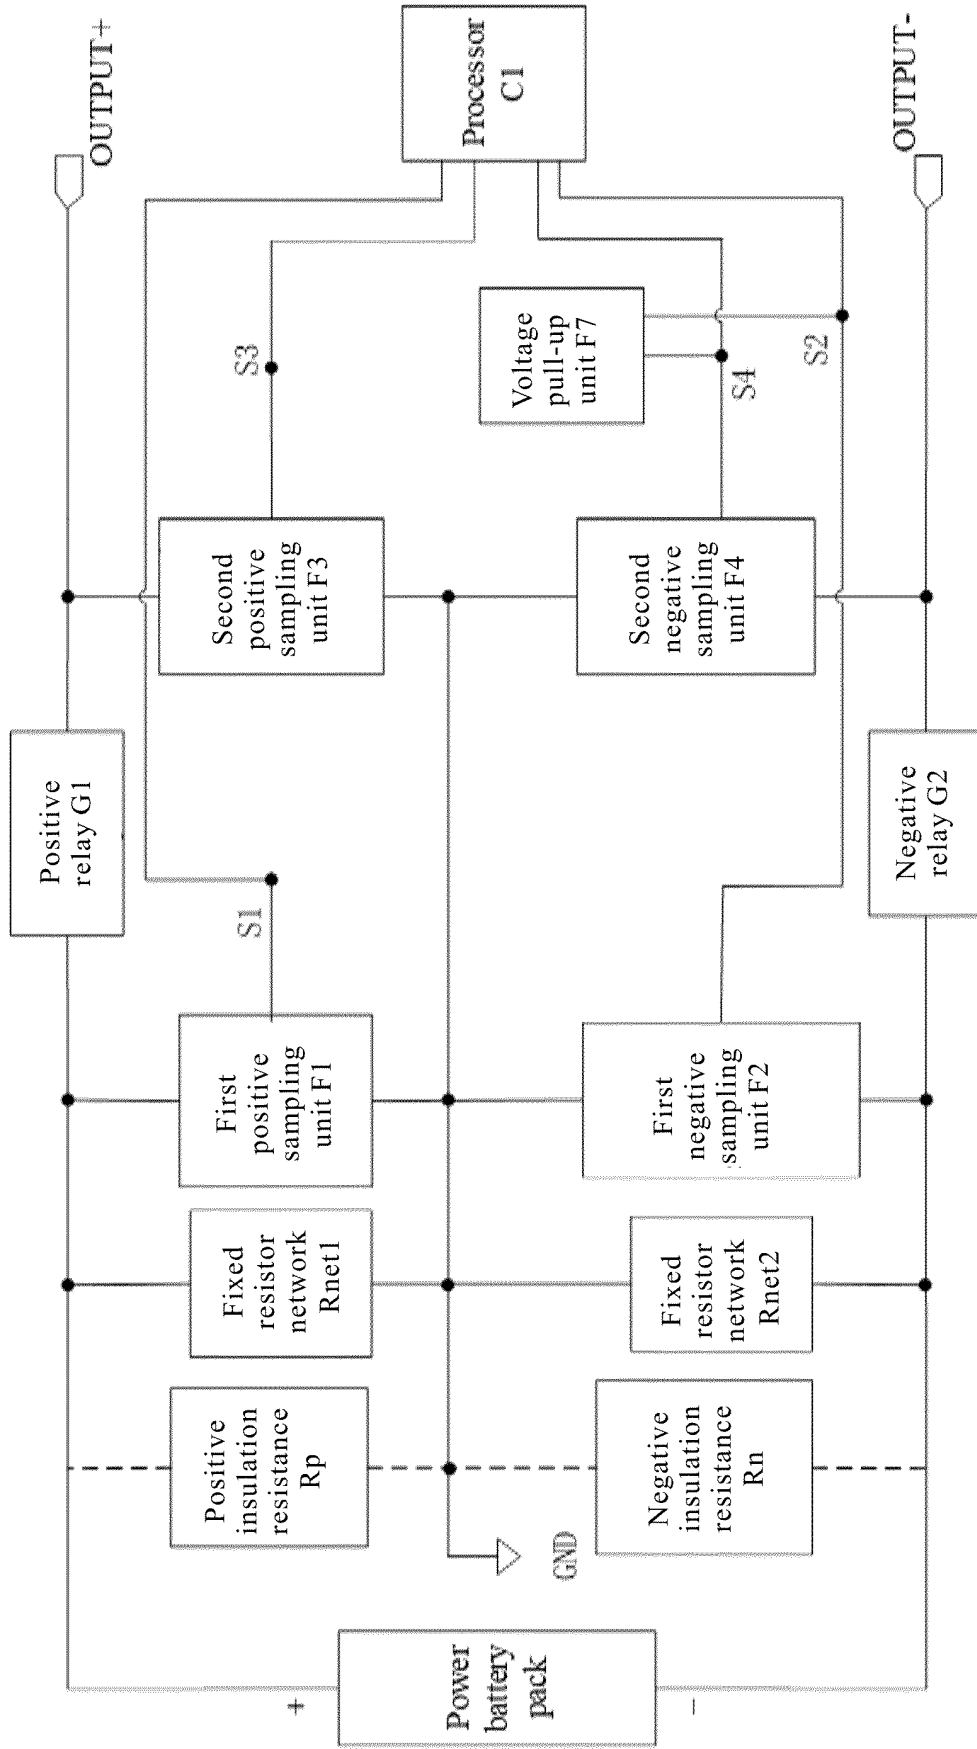 Power
battery
pack
+
−
Positive
insulation
resistance
Rp
Negative
insulation
resistance
Rn
GND
Fixed
resistor
network
Rnet1
Fixed
resistor
network
Rnet2
First
positive
sampling
unit F1
First
negative
sampling
unit F2
S1
Positive
relay G1
Negative
relay G2
Second
positive
sampling
unit F3
Second
negative
sampling
unit F4
S3
S4
S2
Voltage
pull-up
unit F7
Processor
C1
OUTPUT+
OUTPUT-